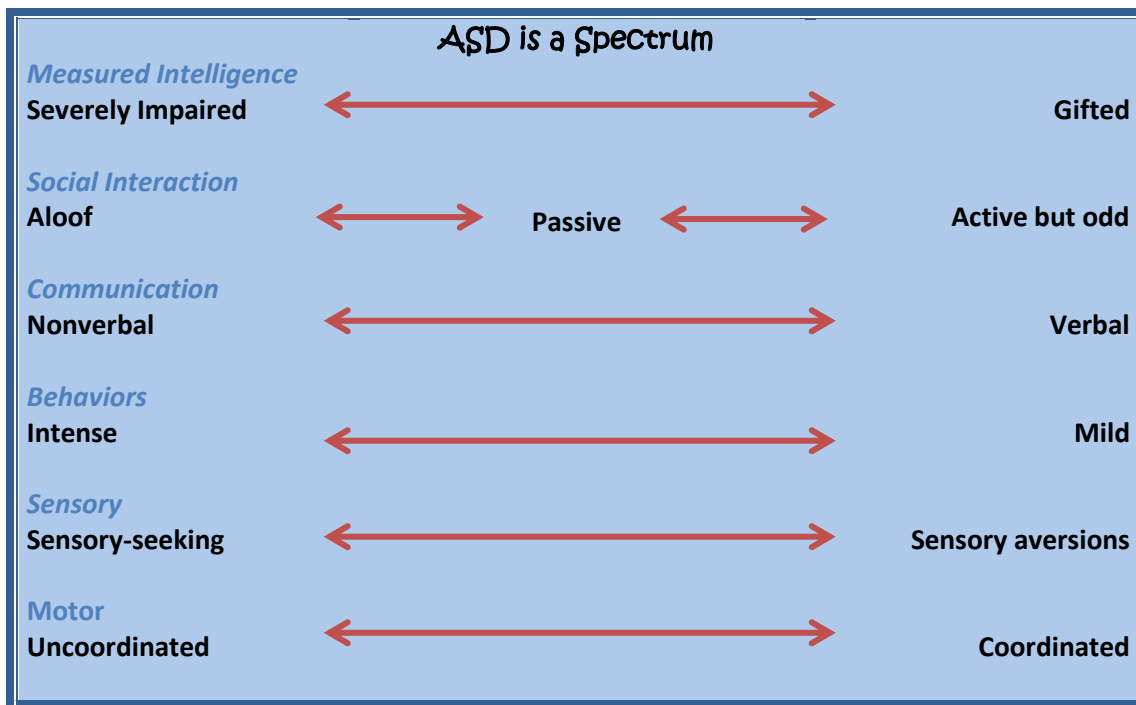 ASD is a Spectrum
Measured Intelligence
Severely Impaired Gifted
Social Interaction
Aloof Passive Active but odd
Communication
Nonverbal Verbal
Behaviors
Intense Mild
Sensory
Sensory-seeking Sensory aversions
Motor
Uncoordinated Coordinated